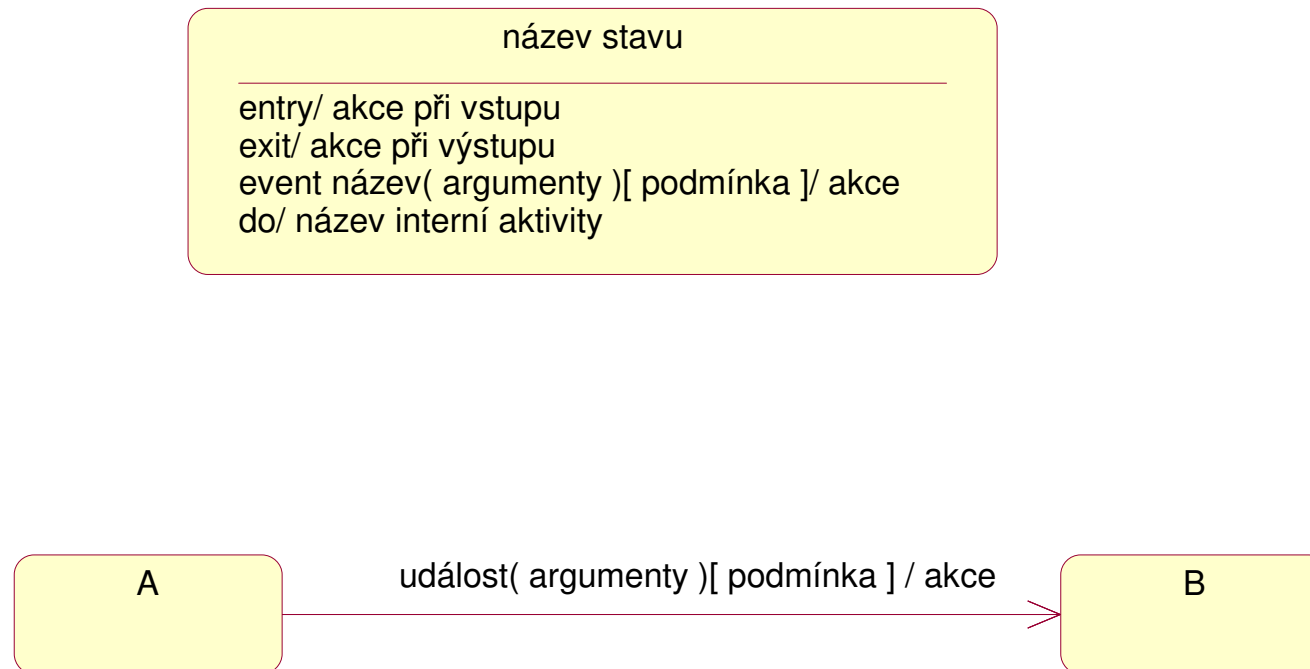 název stavu
entry/ akce při vstupu
exit/ akce při výstupu
event název( argumenty )[ podmínka ]/ akce
do/ název interní aktivity
A
událost( argumenty )[ podmínka ] / akce
B